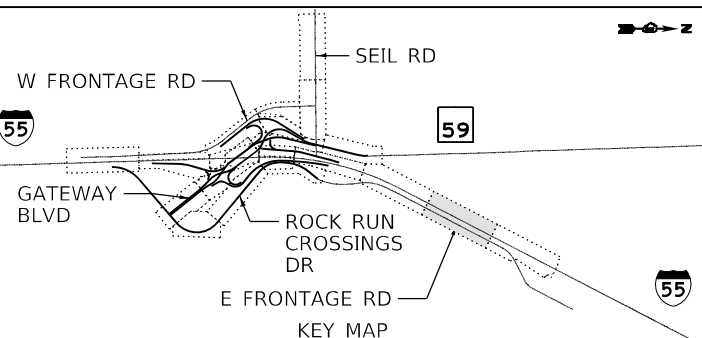 N
SEIL RD
W FRONTAGE RD
55
59
GATEWAY
BLVD
ROCK RUN
CROSSINGS
DR
E FRONTAGE RD
55
KEY MAP